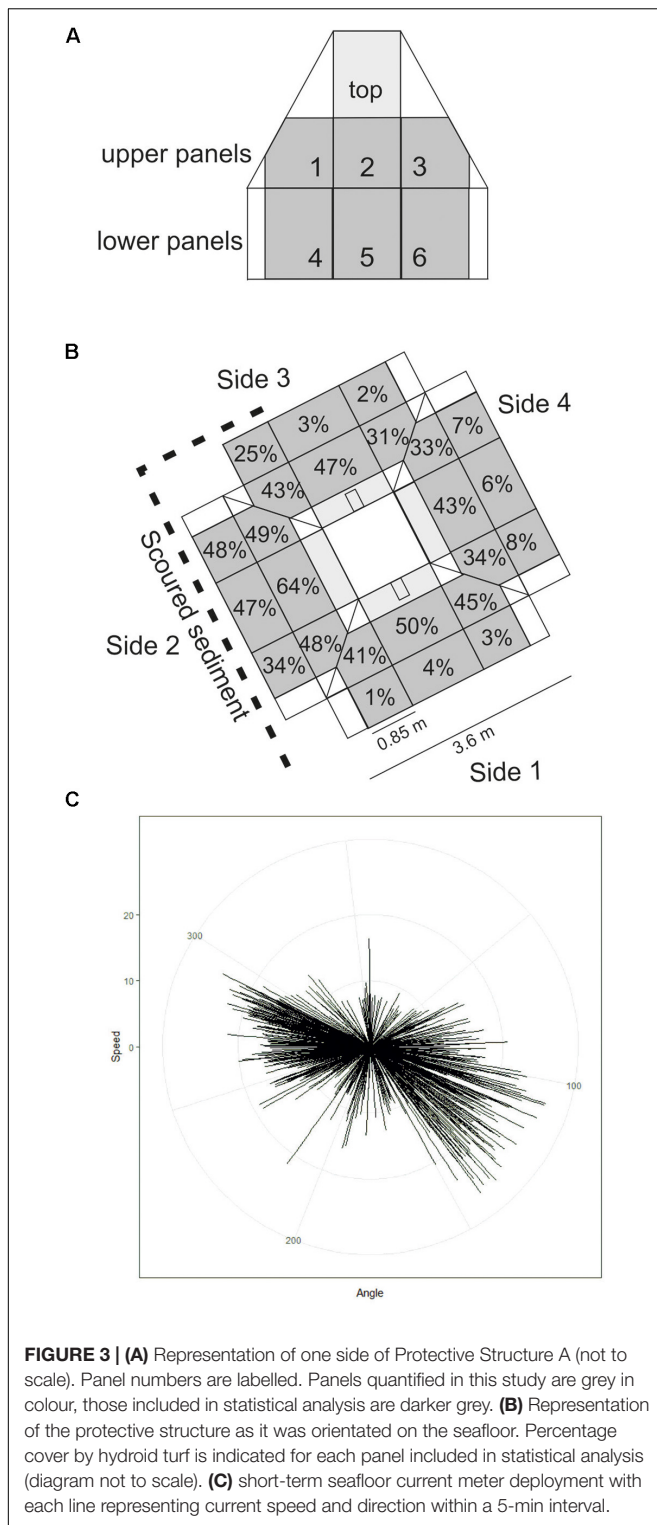 A
top
upper panels
1 2 3
lower panels
4 5 6
B
Side 3
Side 4
2%
3%
25%
31%
33%
7%
47%
43%
6%
43%
49%
48%
34%
8%
64%
47%
45%
50%
48%
41%
34%
3%
4%
1%
Scoured sediment
Side 2
0.85 m
3.6 m
Side 1
C
20
10
0
Speed
300
100
200
Angle
FIGURE 3 | (A) Representation of one side of Protective Structure A (not to
scale). Panel numbers are labelled. Panels quantified in this study are grey in
colour, those included in statistical analysis are darker grey. (B) Representation
of the protective structure as it was orientated on the seafloor. Percentage
cover by hydroid turf is indicated for each panel included in statistical analysis
(diagram not to scale). (C) short-term seafloor current meter deployment with
each line representing current speed and direction within a 5-min interval.